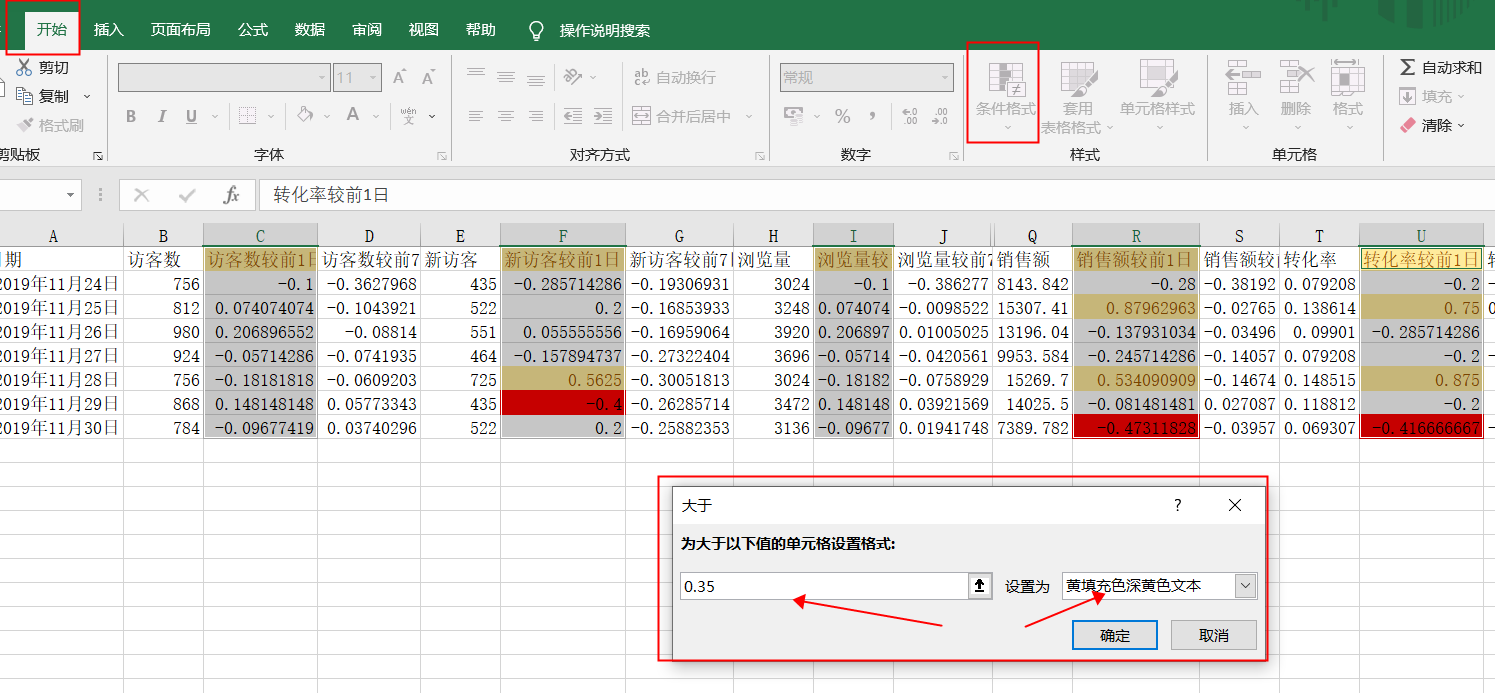 开始 插入 页面布局 公式 数据 审阅 视图 帮助 操作说明搜索
剪切 11 A A ab 自动换行 常规 条件格式 套用 单元格样式 插入 删除 格式 Σ 自动求和
复制 表格格式 填充
格式刷 B I U A wén 文 合并后居中 % , 清除
剪贴板 字体 对齐方式 数字 样式 单元格
fx 转化率较前1日
A B C D E F G H I J Q R S T U
期 访客数 访客数较前1日 访客数较前7 新访客 新访客较前1日 新访客较前7 浏览量 浏览量较 浏览量较前7 销售额 销售额较前1日 销售额较 转化率 转化率较前1日
2019年11月24日 756 -0.1 -0.3627968 435 -0.285714286 -0.19306931 3024 -0.1 -0.386277 8143.842 -0.28 -0.38192 0.079208 -0.2
2019年11月25日 812 0.074074074 -0.1043921 522 0.2 -0.16853933 3248 0.074074 -0.0098522 15307.41 0.87962963 -0.02765 0.138614 0.75
2019年11月26日 980 0.206896552 -0.08814 551 0.055555556 -0.16959064 3920 0.206897 0.01005025 13196.04 -0.137931034 -0.03496 0.09901 -0.285714286
2019年11月27日 924 -0.05714286 -0.0741935 464 -0.157894737 -0.27322404 3696 -0.05714 -0.0420561 9953.584 -0.245714286 -0.14057 0.079208 -0.2
2019年11月28日 756 -0.18181818 -0.0609203 725 0.5625 -0.30051813 3024 -0.18182 -0.0758929 15269.7 0.534090909 -0.14674 0.148515 0.875
2019年11月29日 868 0.148148148 0.05773343 435 -0.4 -0.26285714 3472 0.148148 0.03921569 14025.5 -0.081481481 0.027087 0.118812 -0.2
2019年11月30日 784 -0.09677419 0.03740296 522 0.2 -0.25882353 3136 -0.09677 0.01941748 7389.782 -0.47311828 -0.03957 0.069307 -0.416666667
大于 ?
为大于以下值的单元格设置格式:
0.35 设置为 黄填充色深黄色文本
确定 取消